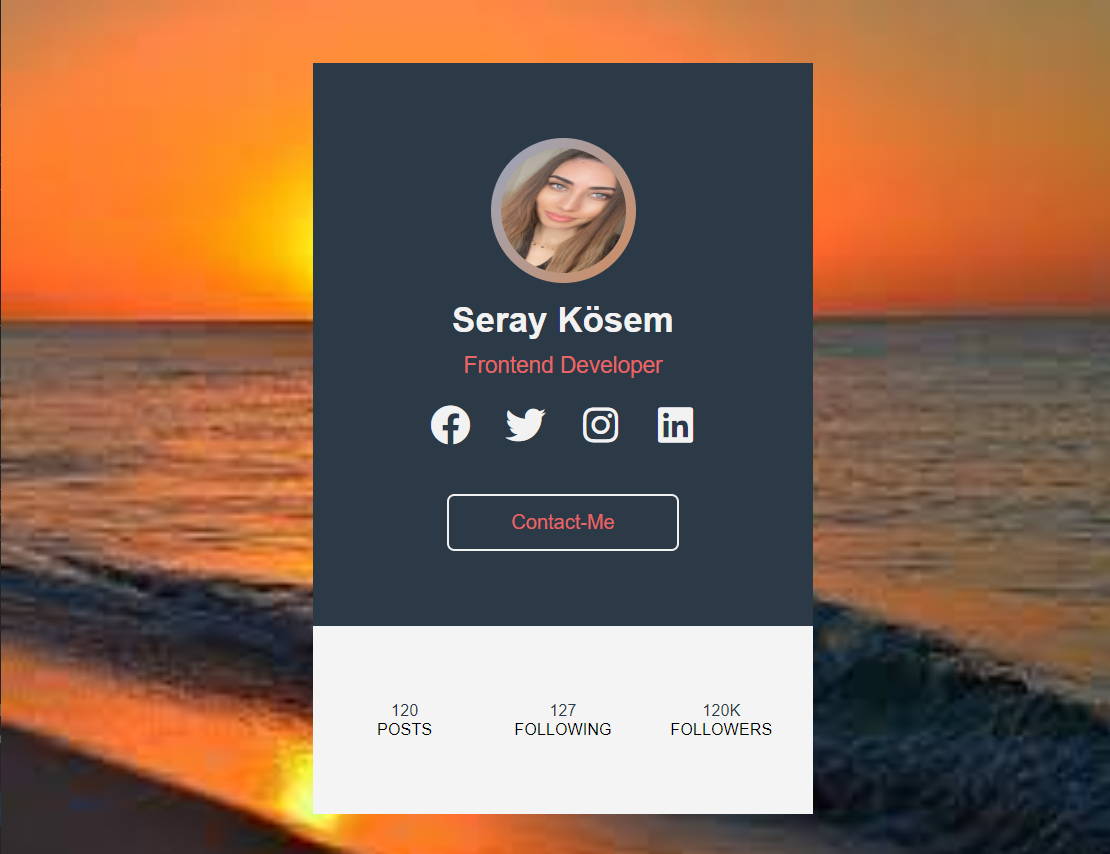 Seray Kösem
Frontend Developer
Contact-Me
120 127 120K
POSTS FOLLOWING FOLLOWERS